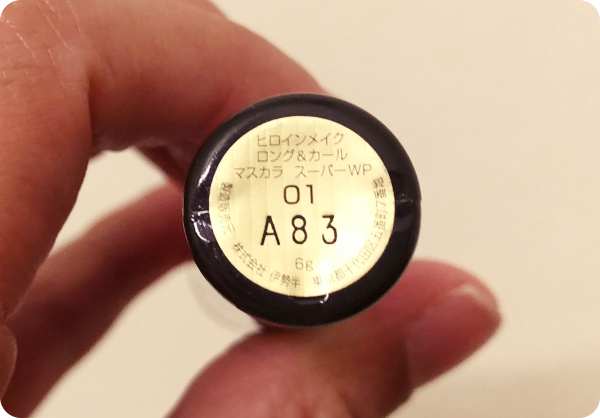 ヒロインメイク
ロング&カール
マスカラ スーパーWP
01
A83
6g
株式会社 伊勢半